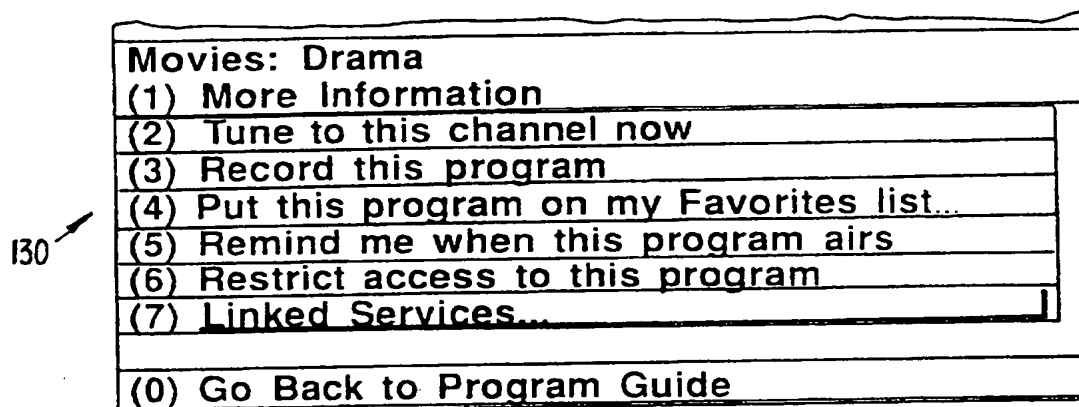 Movies: Drama
(1) More Information
(2) Tune to this channel now
(3) Record this program
(4) Put this program on my Favorites list...
(5) Remind me when this program airs
(6) Restrict access to this program
(7) Linked Services...
(0) Go Back to Program Guide
130